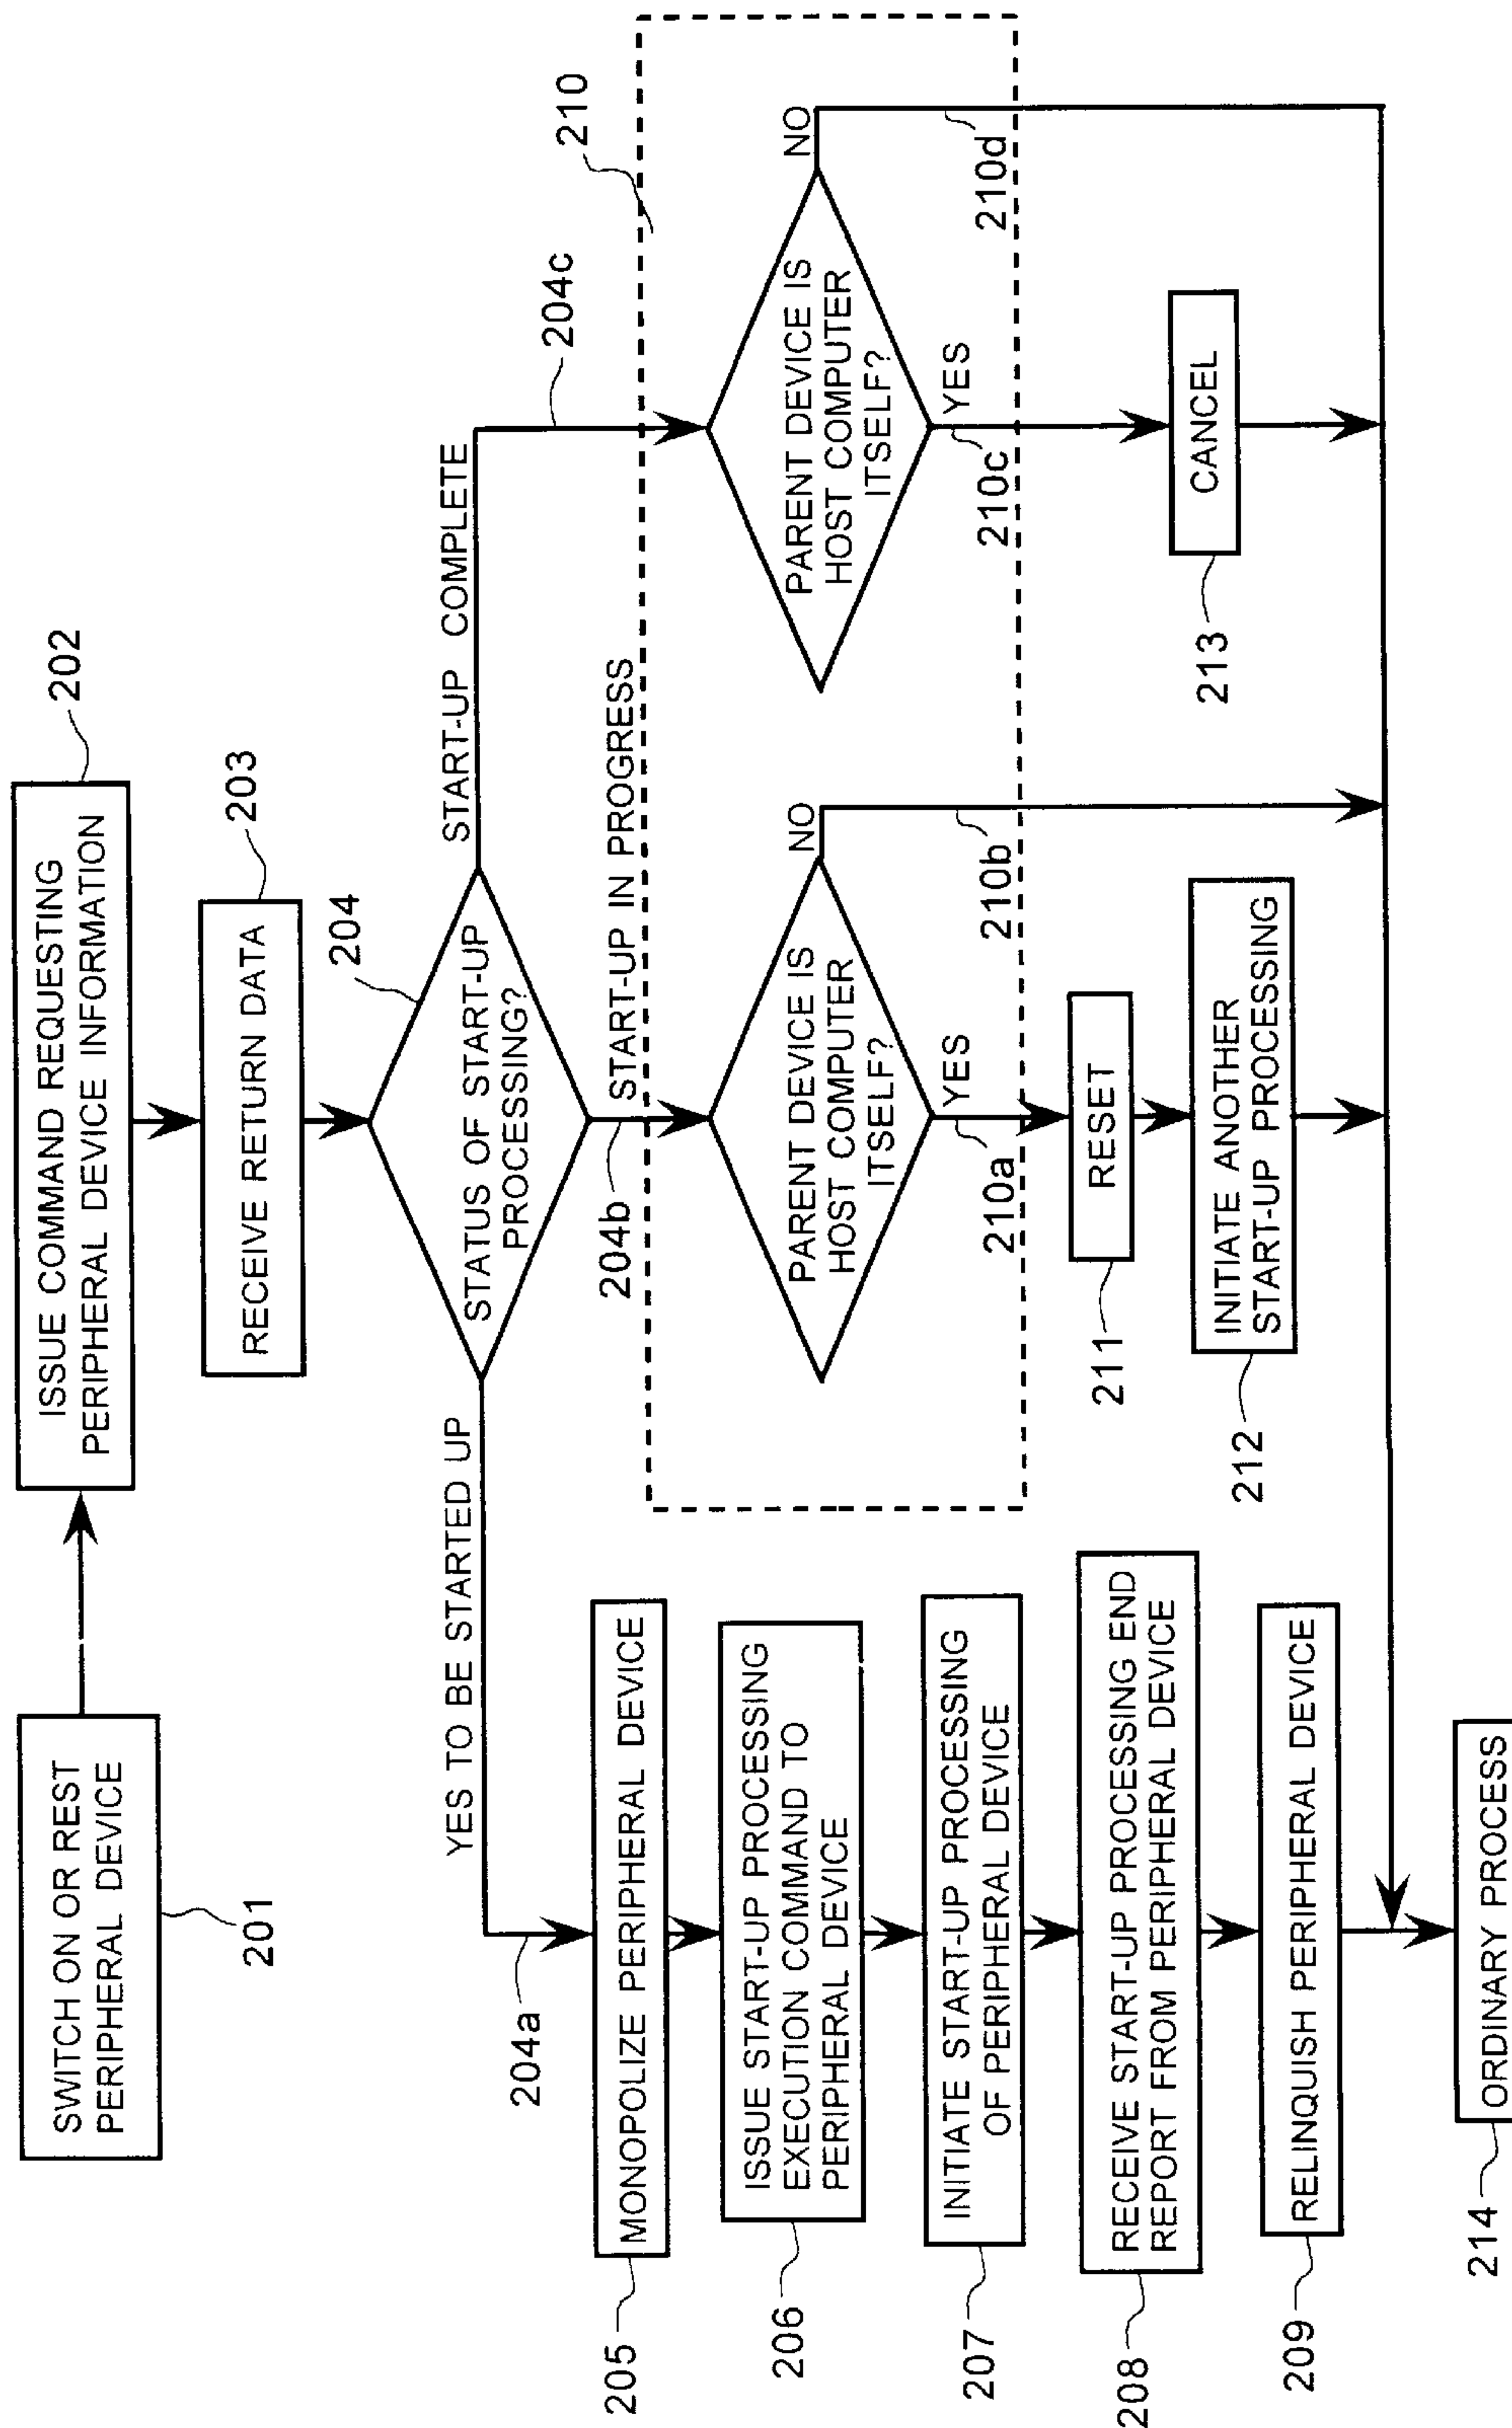 SWITCH ON OR REST
PERIPHERAL DEVICE
201
ISSUE COMMAND REQUESTING
PERIPHERAL DEVICE INFORMATION
202
RECEIVE RETURN DATA
203
STATUS OF START-UP
PROCESSING?
204
YES TO BE STARTED UP
204a
START-UP IN PROGRESS
204b
START-UP COMPLETE
204c
MONOPOLIZE PERIPHERAL DEVICE
205
ISSUE START-UP PROCESSING
EXECUTION COMMAND TO
PERIPHERAL DEVICE
206
INITIATE START-UP PROCESSING
OF PERIPHERAL DEVICE
207
RECEIVE START-UP PROCESSING END
REPORT FROM PERIPHERAL DEVICE
208
RELINQUISH PERIPHERAL DEVICE
209
210
PARENT DEVICE IS
HOST COMPUTER
ITSELF?
YES
210a
NO
210b
RESET
211
INITIATE ANOTHER
START-UP PROCESSING
212
PARENT DEVICE IS
HOST COMPUTER
ITSELF?
YES
210c
NO
210d
CANCEL
213
ORDINARY PROCESS
214